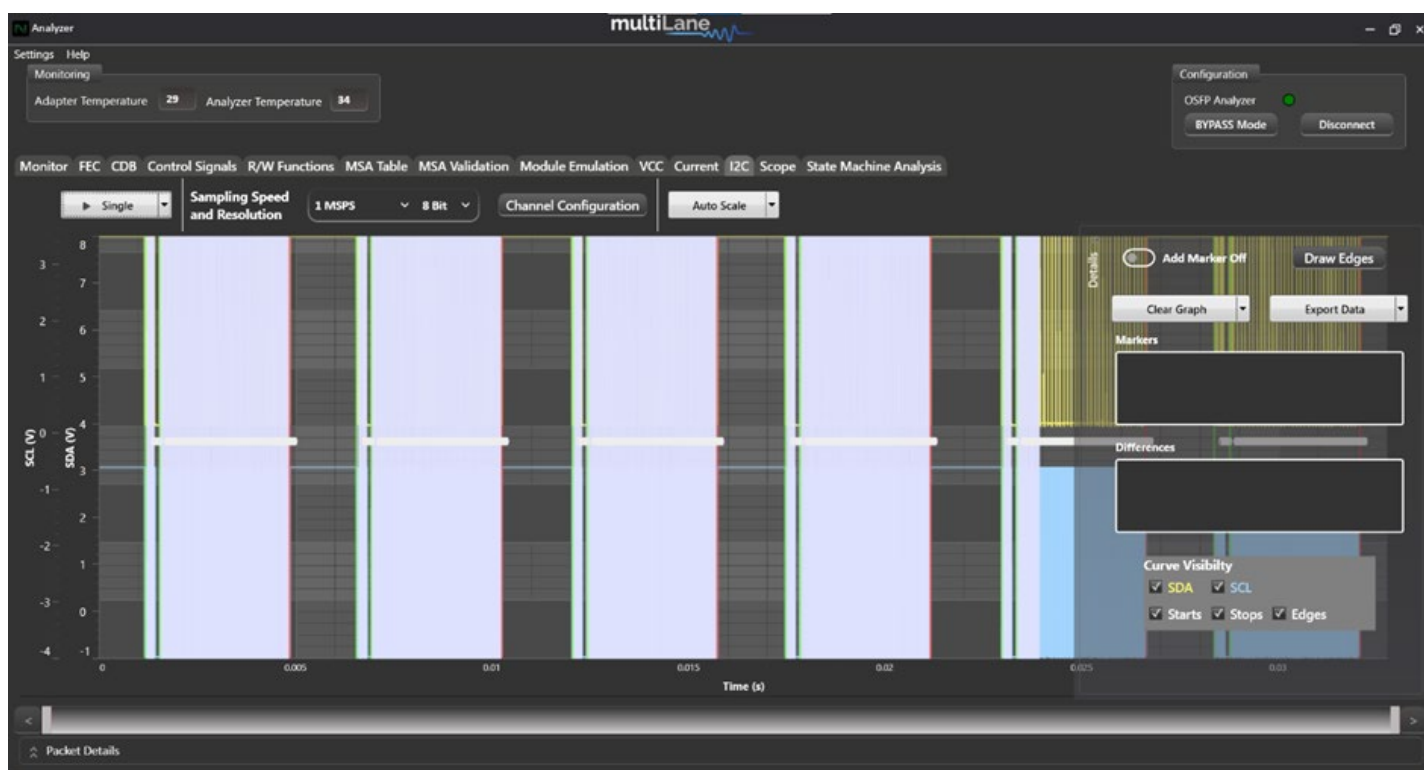 Analyzer
multiLane
Settings Help
Monitoring
Adapter Temperature 29 Analyzer Temperature 34
Configuration
OSFP Analyzer
BYPASS Mode Disconnect
Monitor FEC CDB Control Signals R/W Functions MSA Table MSA Validation Module Emulation VCC Current I2C Scope State Machine Analysis
Single
Sampling Speed
and Resolution
1 MSPS 8 Bit
Channel Configuration
Auto Scale
SCL (V)
3
2
1
0
-1
-2
-3
-4
SDA (V)
8
7
6
5
4
3
2
1
0
-1
0 0.005 0.01 0.015 0.02 0.025 0.03
Time (s)
Details
Add Marker Off Draw Edges
Clear Graph Export Data
Markers
Differences
Curve Visibilty
SDA SCL
Starts Stops Edges
< >
Packet Details